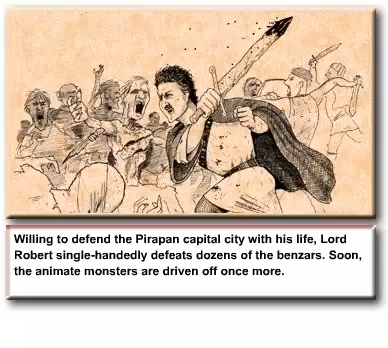 Willing to defend the Pirapan capital city with his life, Lord
Robert single-handedly defeats dozens of the benzars. Soon,
the animate monsters are driven off once more.